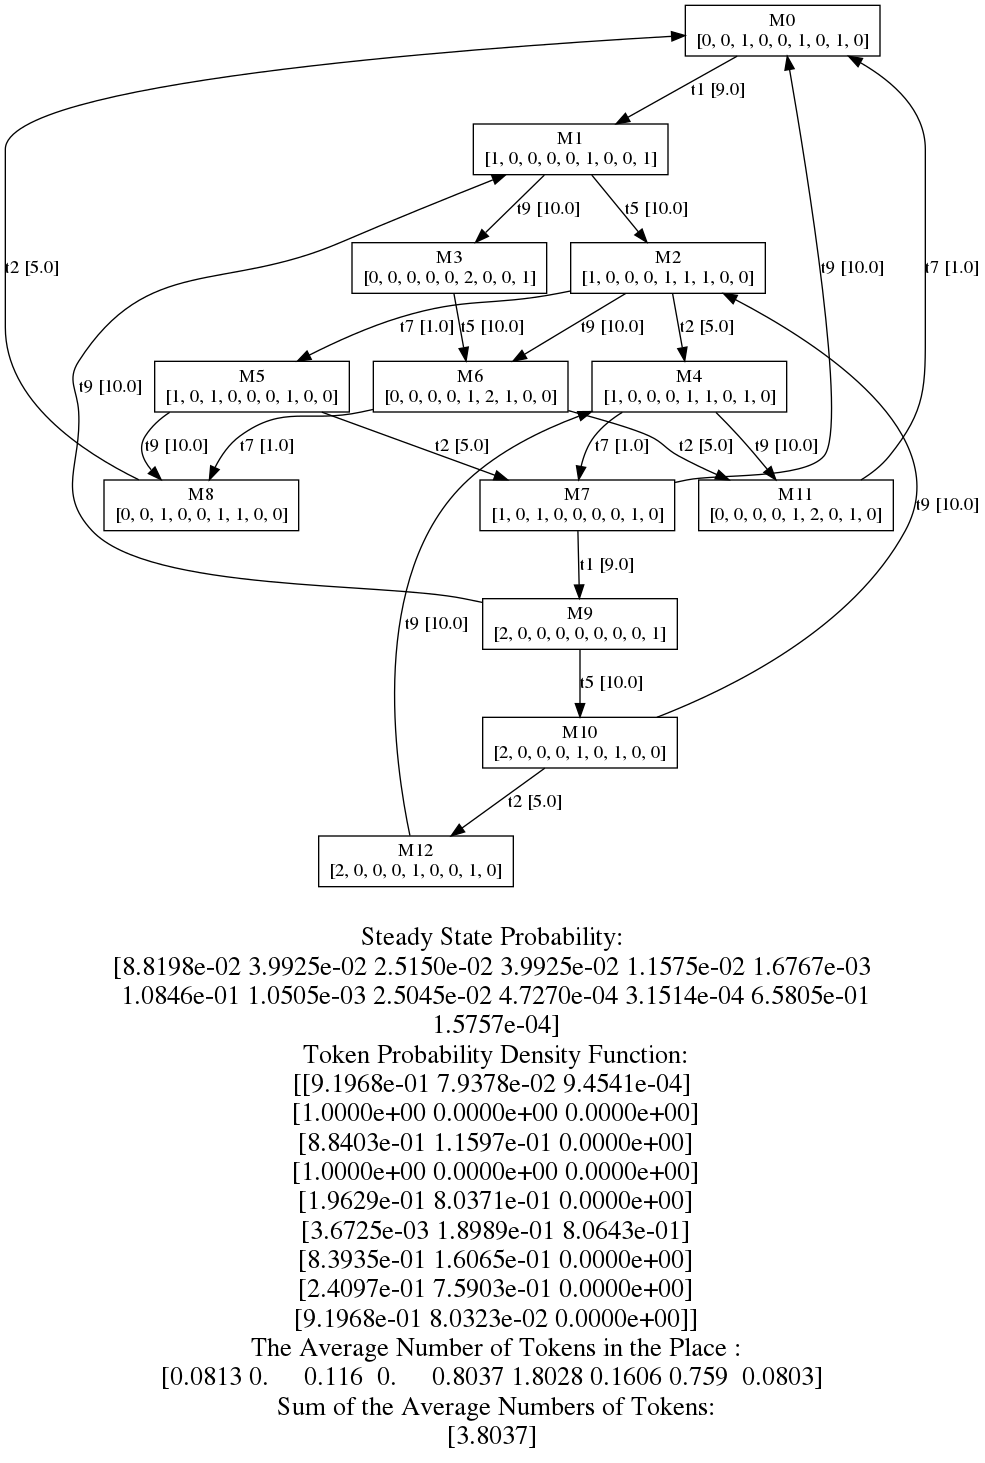 M0
[0, 0, 1, 0, 0, 1, 0, 1, 0]
t1 [9.0]
M1
[1, 0, 0, 0, 0, 1, 0, 0, 1]
t9 [10.0]
t5 [10.0]
M3
[0, 0, 0, 0, 0, 2, 0, 0, 1]
M2
[1, 0, 0, 0, 1, 1, 1, 0, 0]
t2 [5.0]
t9 [10.0]
t7 [1.0]
t7 [1.0]
t5 [10.0]
t9 [10.0]
t2 [5.0]
M5
[1, 0, 1, 0, 0, 0, 1, 0, 0]
M6
[0, 0, 0, 0, 1, 2, 1, 0, 0]
M4
[1, 0, 0, 0, 1, 1, 0, 1, 0]
t9 [10.0]
t9 [10.0]
t7 [1.0]
t2 [5.0]
t7 [1.0]
t2 [5.0]
t9 [10.0]
M8
[0, 0, 1, 0, 0, 1, 1, 0, 0]
M7
[1, 0, 1, 0, 0, 0, 0, 1, 0]
M11
[0, 0, 0, 0, 1, 2, 0, 1, 0]
t9 [10.0]
t1 [9.0]
M9
[2, 0, 0, 0, 0, 0, 0, 0, 1]
t9 [10.0]
t5 [10.0]
M10
[2, 0, 0, 0, 1, 0, 1, 0, 0]
t2 [5.0]
M12
[2, 0, 0, 0, 1, 0, 0, 1, 0]
Steady State Probability:
[8.8198e-02 3.9925e-02 2.5150e-02 3.9925e-02 1.1575e-02 1.6767e-03
1.0846e-01 1.0505e-03 2.5045e-02 4.7270e-04 3.1514e-04 6.5805e-01
1.5757e-04]
Token Probability Density Function:
[[9.1968e-01 7.9378e-02 9.4541e-04]
[1.0000e+00 0.0000e+00 0.0000e+00]
[8.8403e-01 1.1597e-01 0.0000e+00]
[1.0000e+00 0.0000e+00 0.0000e+00]
[1.9629e-01 8.0371e-01 0.0000e+00]
[3.6725e-03 1.8989e-01 8.0643e-01]
[8.3935e-01 1.6065e-01 0.0000e+00]
[2.4097e-01 7.5903e-01 0.0000e+00]
[9.1968e-01 8.0323e-02 0.0000e+00]]
The Average Number of Tokens in the Place :
[0.0813 0. 0.116 0. 0.8037 1.8028 0.1606 0.759 0.0803]
Sum of the Average Numbers of Tokens:
[3.8037]